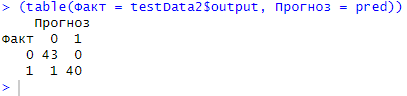 > (table(Факт = testData2$output, Прогноз = pred))
    Прогноз
Факт  0  1
   0 43  0
   1  1 40
>